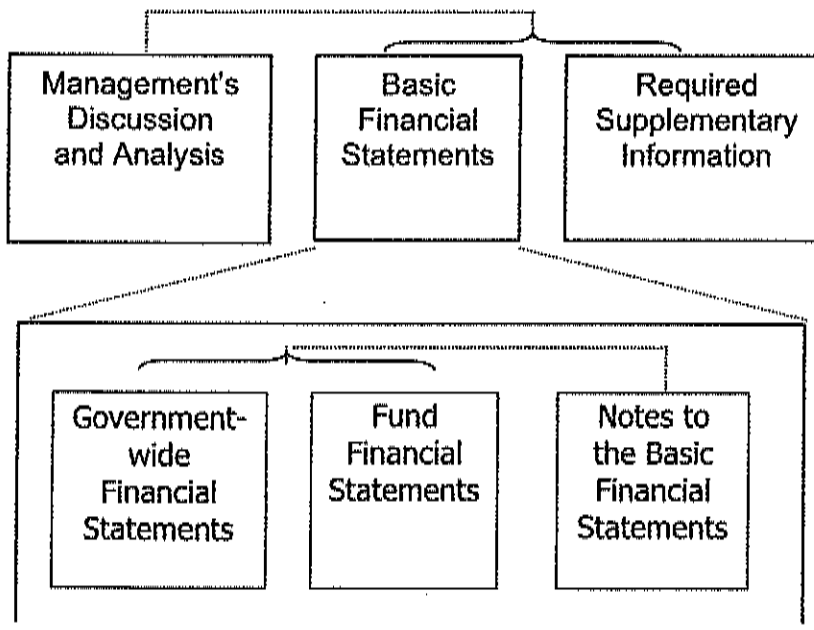 Management's
Discussion
and Analysis
Basic
Financial
Statements
Required
Supplementary
Information
Government-
wide
Financial
Statements
Fund
Financial
Statements
Notes to
the Basic
Financial
Statements